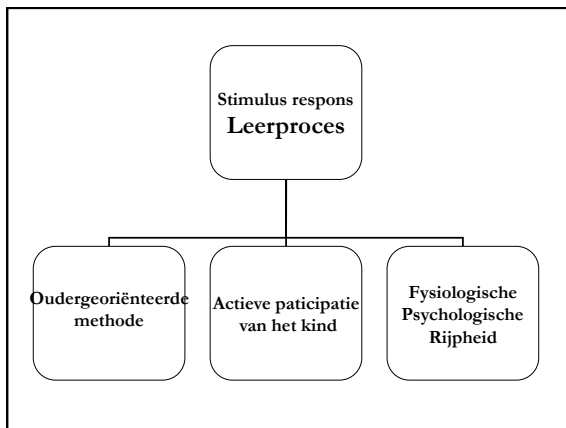 Stimulus respons
Leerproces
Oudergeoriënteerde
methode
Actieve paticipatie
van het kind
Fysiologische
Psychologische
Rijpheid